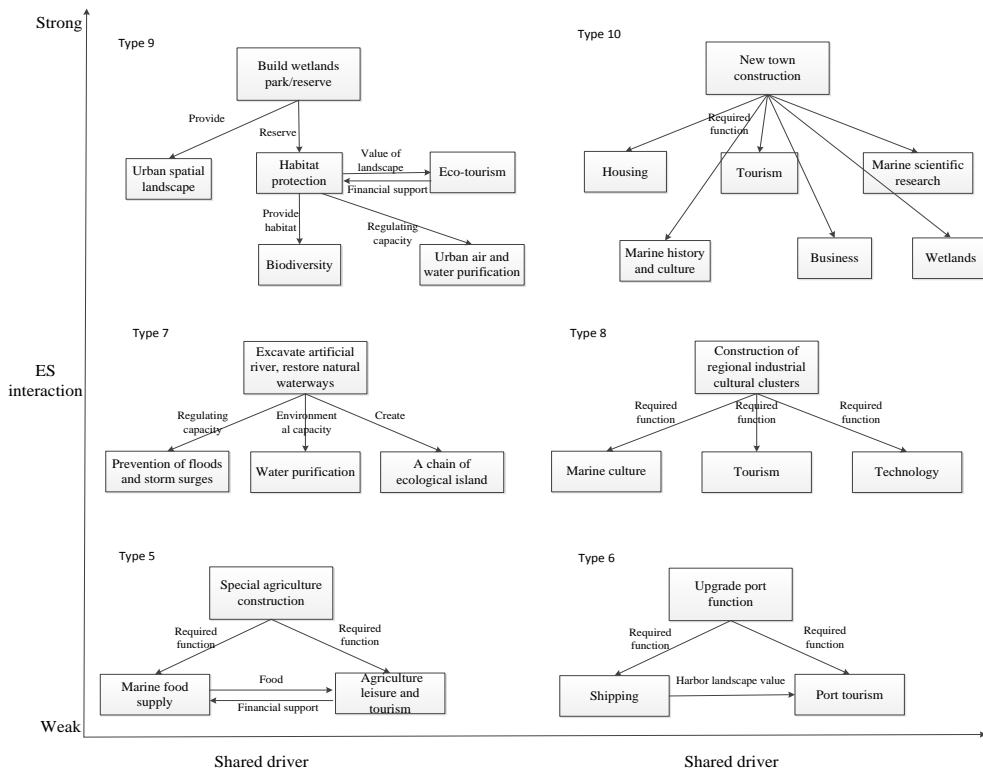 Strong
Type 9
Build wetlands
park/reserve
Provide
Reserve
Urban spatial
landscape
Habitat
protection
Value of
landscape
Financial support
Eco-tourism
Provide
habitat
Regulating
capacity
Biodiversity
Urban air and
water purification
Type 10
New town
construction
Required
function
Housing
Tourism
Marine scientific
research
Marine history
and culture
Business
Wetlands
ES
interaction
Type 7
Excavate artificial
river, restore natural
waterways
Regulating
capacity
Environment
al capacity
Create
Prevention of floods
and storm surges
Water purification
A chain of
ecological island
Type 8
Construction of
regional industrial
cultural clusters
Required
function
Required
function
Required
function
Marine culture
Tourism
Technology
Type 5
Special agriculture
construction
Required
function
Required
function
Marine food
supply
Food
Financial support
Agriculture
leisure and
tourism
Type 6
Upgrade port
function
Required
function
Required
function
Shipping
Harbor landscape value
Port tourism
Weak
Shared driver
Shared driver